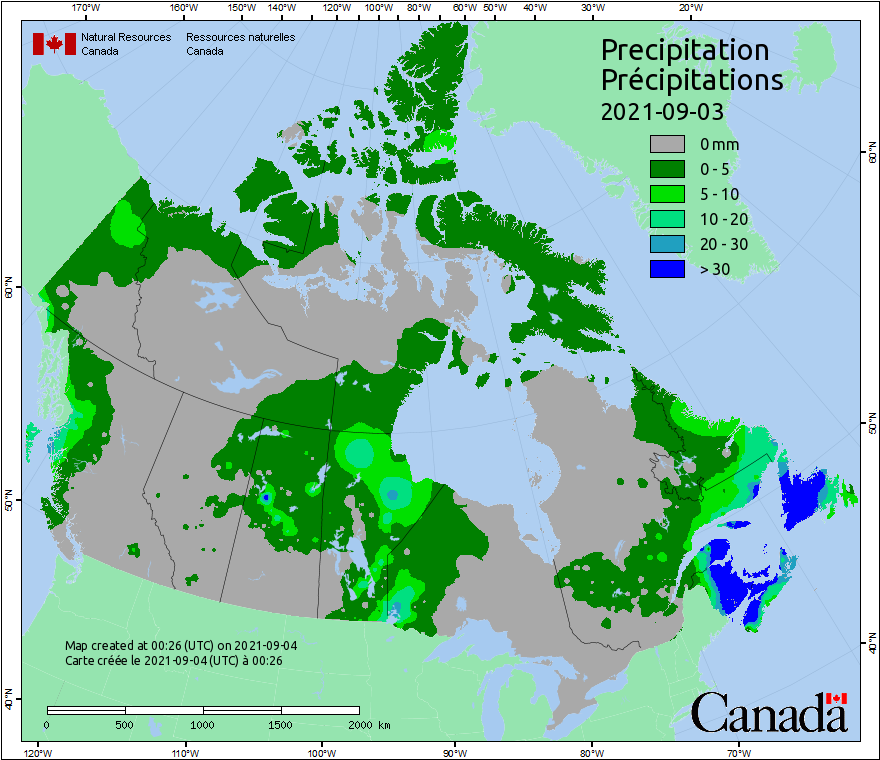 170°W 160°W 150°W 140°W 120°W 100°W 80°W 60°W 50°W 40°W 30°W 20°W
Natural Resources Ressources naturelles
Canada Canada
Precipitation
Précipitations
2021-09-03
0 mm
0 - 5
5 - 10
10 - 20
20 - 30
> 30
60°N
50°N
40°N
60°N
50°N
40°N
Map created at 00:26 (UTC) on 2021-09-04
Carte créée le 2021-09-04 (UTC) à 00:26
0 500 1000 1500 2000 km
Canada
120°W 110°W 100°W 90°W 80°W 70°W